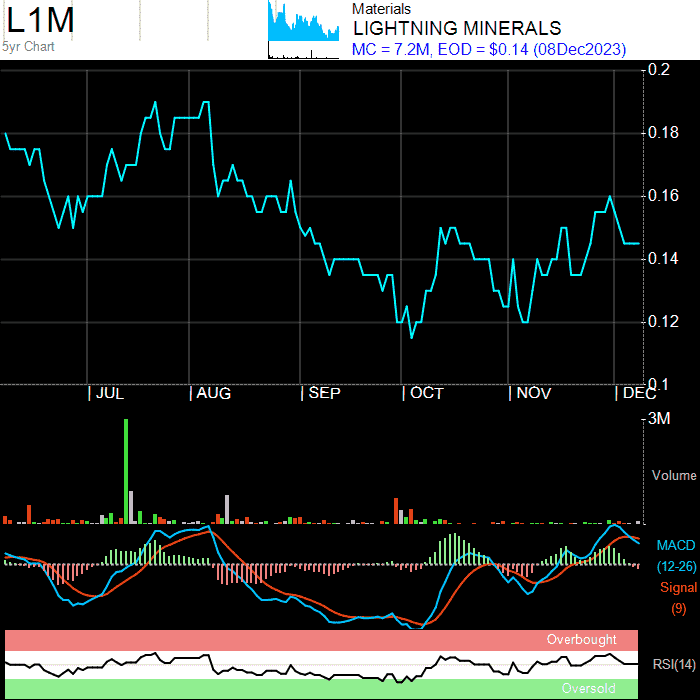 L1M
5yr Chart
Materials
LIGHTNING MINERALS
MC = 7.2M, EOD = $0.14 (08Dec2023)
0.2
0.18
0.16
0.14
0.12
0.1
JUL AUG SEP OCT NOV DEC
3M
Volume
MACD
(12-26)
Signal
(9)
Overbought
RSI(14)
Oversold